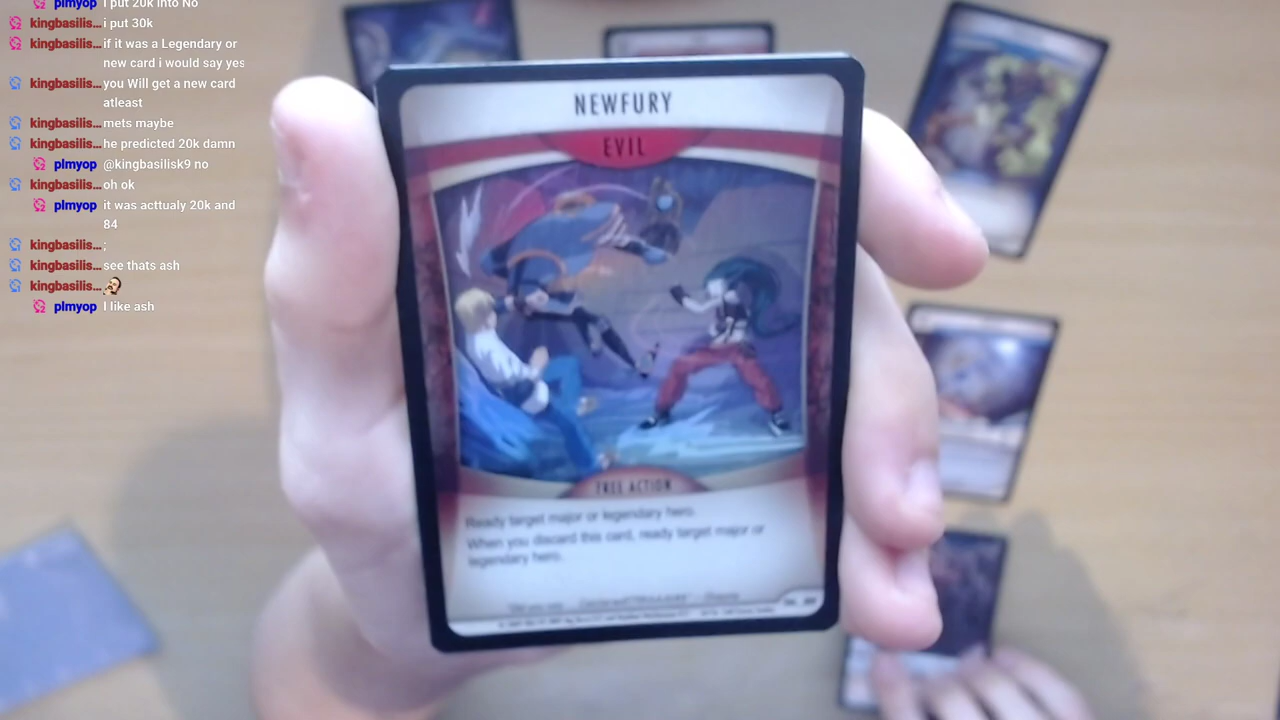 plmyop i put 20k into No
kingbasilis... i put 30k
kingbasilis... if it was a Legendary or
new card i would say yes
kingbasilis... you Will get a new card
atleast
kingbasilis... mets maybe
kingbasilis... he predicted 20k damn
plmyop @kingbasilisk9 no
kingbasilis... oh ok
plmyop it was acttualy 20k and
84
kingbasilis... ;
kingbasilis... see thats ash
kingbasilis...
plmyop I like ash
NEWFURY
EVIL
FREE ACTION
Ready target major or legendary hero.
When you discard this card, ready target major or
legendary hero.